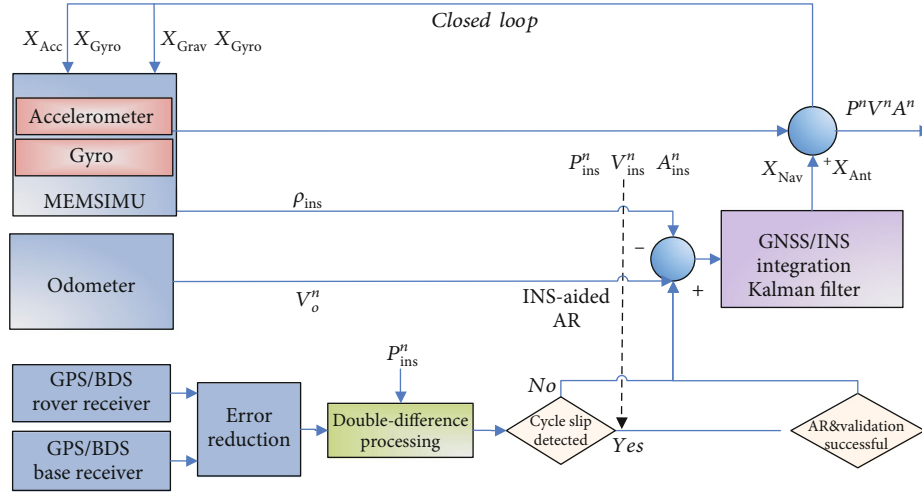 Closed loop
X_Acc X_Gyro
X_Grav X_Gyro
Accelerometer
Gyro
MEMSIMU
P^n V^n A^n
P^n_ins V^n_ins A^n_ins
X_Nav
+ X_Ant
ρ_ins
−
GNSS/INS
integration
Kalman filter
Odometer
V^n_o
INS-aided
AR
+
P^n_ins
GPS/BDS
rover receiver
GPS/BDS
base receiver
Error
reduction
Double-difference
processing
No
Cycle slip
detected
Yes
AR&validation
successful